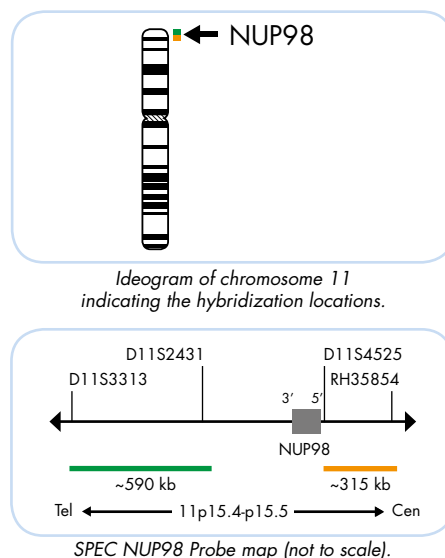 NUP98
Ideogram of chromosome 11
indicating the hybridization locations.
D11S2431 D11S4525
D11S3313 RH35854
3’ 5’
NUP98
~590 kb ~315 kb
Tel 11p15.4-p15.5 Cen
SPEC NUP98 Probe map (not to scale).